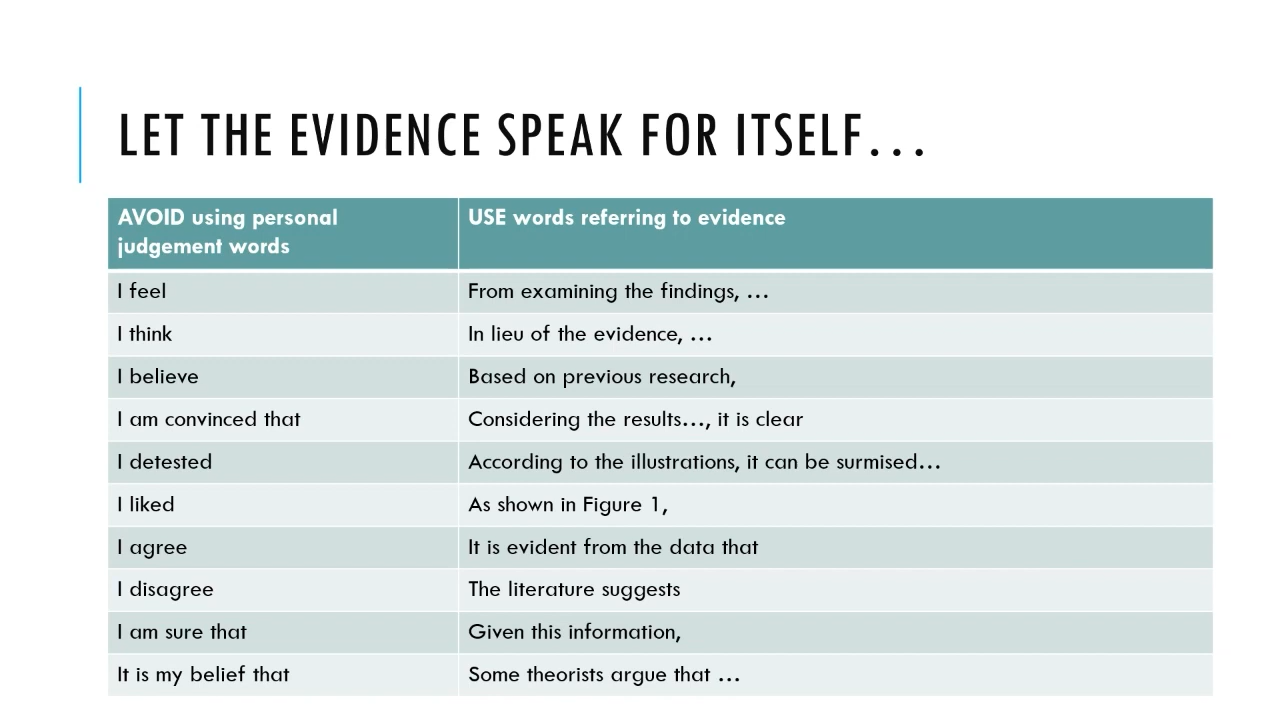 LET THE EVIDENCE SPEAK FOR ITSELF...
AVOID using personal judgement words
USE words referring to evidence
I feel
From examining the findings, ...
I think
In lieu of the evidence, ...
I believe
Based on previous research,
I am convinced that
Considering the results..., it is clear
I detested
According to the illustrations, it can be surmised...
I liked
As shown in Figure 1,
I agree
It is evident from the data that
I disagree
The literature suggests
I am sure that
Given this information,
It is my belief that
Some theorists argue that ...